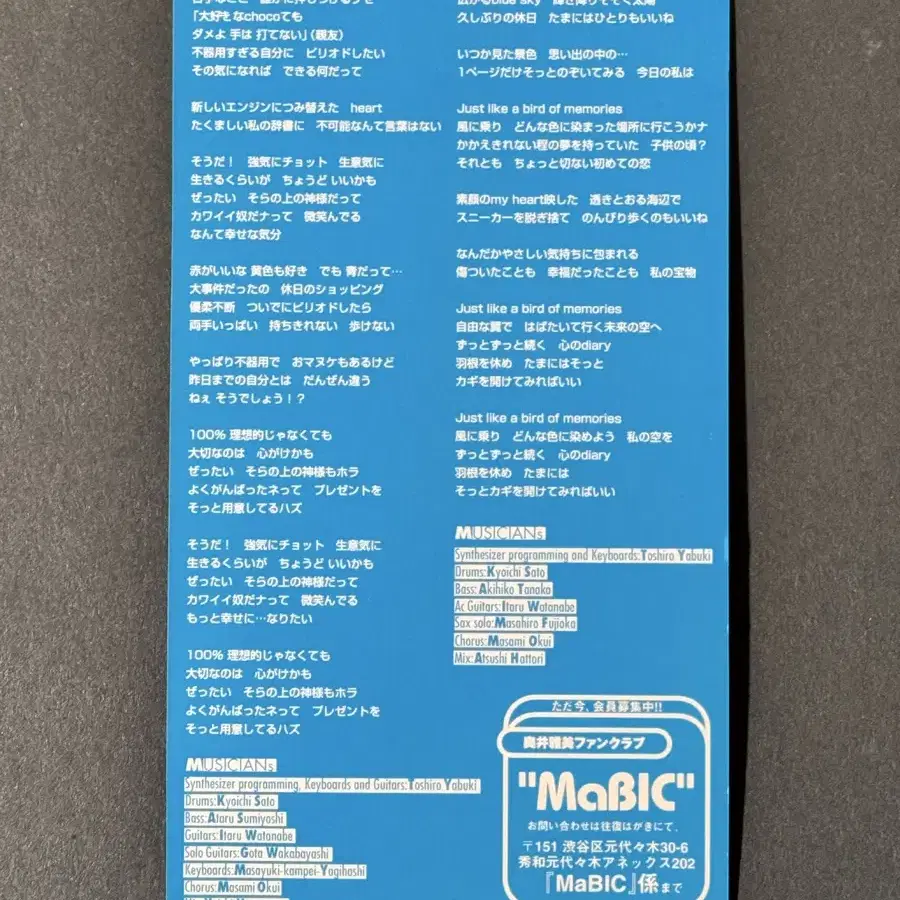 「大好きなchocoても
ダメよ 手は 打てない」（親友）
不器用すぎる自分に ピリオドしたい
その気になれば できる何だって
新しいエンジンにつみ替えた heart
たくましい私の辞書に 不可能なんて言葉はない
そうだ！ 強気にチョット 生意気に
生きるくらいが ちょうど いいかも
ぜったい そらの上の神様だって
カワイイ奴だナって 微笑んでる
なんて幸せな気分
赤がいいな 黄色も好き でも 青だって…
大事件だったの 休日のショッピング
優柔不断 ついでにピリオドしたら
両手いっぱい 持ちきれない 歩けない
やっぱり不器用で おマヌケもあるけど
昨日までの自分とは だんぜん違う
ねぇ そうでしょう！？
100% 理想的じゃなくても
大切なのは 心がけかも
ぜったい そらの上の神様もホラ
よくがんばったネって プレゼントを
そっと用意してるハズ
そうだ！ 強気にチョット 生意気に
生きるくらいが ちょうど いいかも
ぜったい そらの上の神様だって
カワイイ奴だナって 微笑んでる
もっと幸せに…なりたい
100% 理想的じゃなくても
大切なのは 心がけかも
ぜったい そらの上の神様もホラ
よくがんばったネって プレゼントを
そっと用意してるハズ
MUSICIANs
Synthesizer programming, Keyboards and Guitars:Toshiro Yabuki
Drums:Kyoichi Sato
Bass:Ataru Sumiyoshi
Guitars:Itaru Watanabe
Solo Guitars:Gota Wakabayashi
Keyboards:Masayuki-kampei-Yagihashi
Chorus:Masami Okui
久しぶりの休日 たまにはひとりもいいね
いつか見た景色 思い出の中の…
1ページだけそっとのぞいてみる 今日の私は
Just like a bird of memories
風に乗り どんな色に染まった場所に行こうかナ
かかえきれない程の夢を持っていた 子供の頃？
それとも ちょっと切ない初めての恋
素顔のmy heart映した 透きとおる海辺で
スニーカーを脱ぎ捨て のんびり歩くのもいいね
なんだかやさしい気持ちに包まれる
傷ついたことも 幸福だったことも 私の宝物
Just like a bird of memories
自由な翼で はばたいて行く未来の空へ
ずっとずっと続く 心のdiary
羽根を休め たまにはそっと
カギを開けてみればいい
Just like a bird of memories
風に乗り どんな色に染めよう 私の空を
ずっとずっと続く 心のdiary
羽根を休め たまには
そっとカギを開けてみればいい
MUSICIANs
Synthesizer programming and Keyboards:Toshiro Yabuki
Drums:Kyoichi Sato
Bass:Akihiko Tanaka
Ac Guitars:Itaru Watanabe
Sax solo:Masahiro Fujioka
Chorus:Masami Okui
Mix:Atsushi Hattori
ただ今、会員募集中!!
奥井雅美ファンクラブ
"MaBIC"
お問い合わせは往復はがきにて、
〒151 渋谷区元代々木30-6
秀和元代々木アネックス202
『MaBIC』係まで